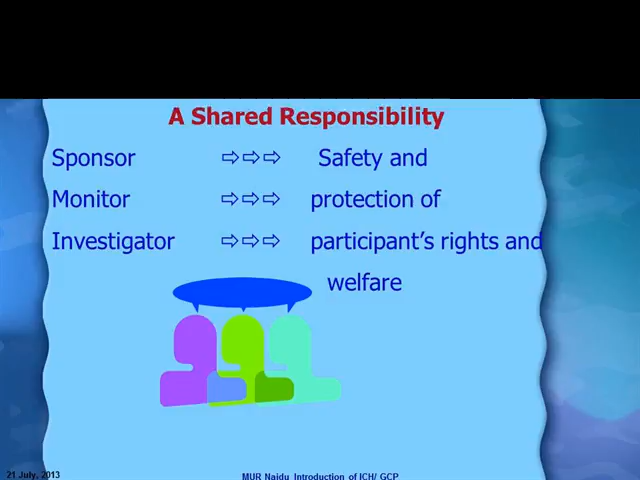 A Shared Responsibility
Sponsor ⇨⇨⇨ Safety and
Monitor ⇨⇨⇨ protection of
Investigator ⇨⇨⇨ participant's rights and
welfare
21 July, 2013
MUR Naidu Introduction of ICH/ GCP